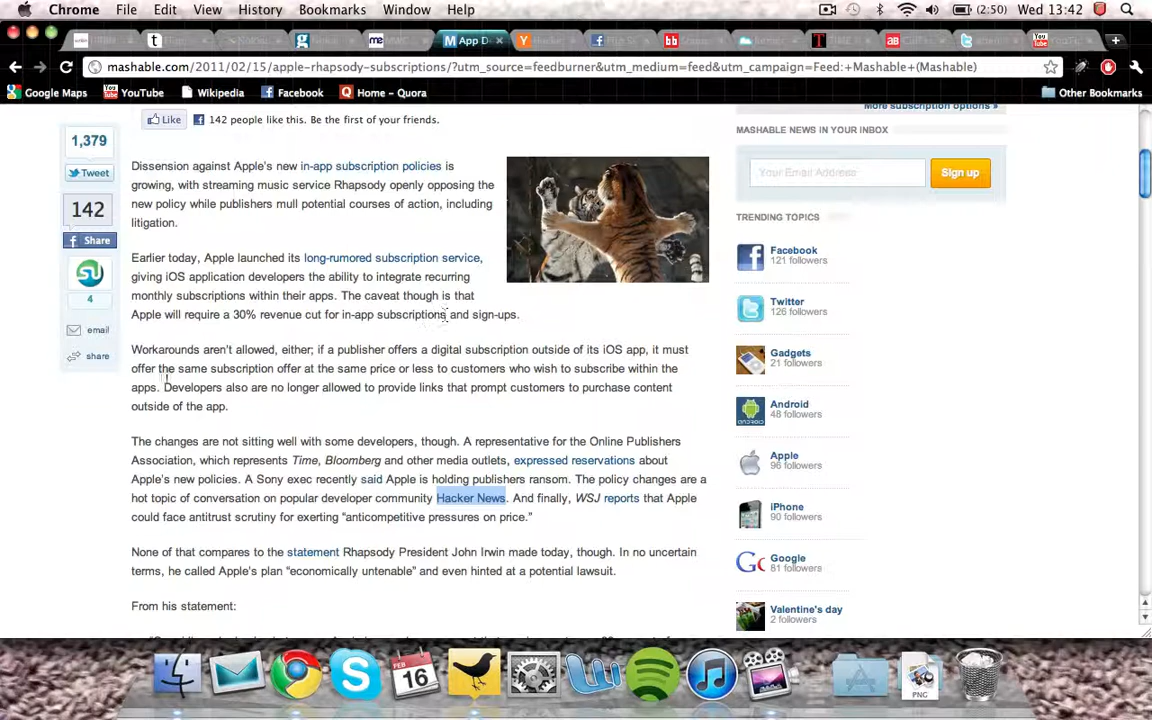 Chrome File Edit View History Bookmarks Window Help (2:50) Wed 13:42
App D
mashable.com/2011/02/15/apple-rhapsody-subscriptions/?utm_source=feedburner&utm_medium=feed&utm_campaign=Feed:+Mashable+(Mashable)
Google Maps YouTube Wikipedia Facebook Home – Quora Other Bookmarks
Like 142 people like this. Be the first of your friends.
More subscription options »
1,379
Tweet
142
Share
4
email
share
Dissension against Apple's new in-app subscription policies is
growing, with streaming music service Rhapsody openly opposing the
new policy while publishers mull potential courses of action, including
litigation.
Earlier today, Apple launched its long-rumored subscription service,
giving iOS application developers the ability to integrate recurring
monthly subscriptions within their apps. The caveat though is that
Apple will require a 30% revenue cut for in-app subscriptions and sign-ups.
Workarounds aren't allowed, either; if a publisher offers a digital subscription outside of its iOS app, it must
offer the same subscription offer at the same price or less to customers who wish to subscribe within the
apps. Developers also are no longer allowed to provide links that prompt customers to purchase content
outside of the app.
The changes are not sitting well with some developers, though. A representative for the Online Publishers
Association, which represents Time, Bloomberg and other media outlets, expressed reservations about
Apple's new policies. A Sony exec recently said Apple is holding publishers ransom. The policy changes are a
hot topic of conversation on popular developer community Hacker News. And finally, WSJ reports that Apple
could face antitrust scrutiny for exerting “anticompetitive pressures on price.”
None of that compares to the statement Rhapsody President John Irwin made today, though. In no uncertain
terms, he called Apple's plan “economically untenable” and even hinted at a potential lawsuit.
From his statement:
MASHABLE NEWS IN YOUR INBOX
Your Email Address Sign up
TRENDING TOPICS
Facebook
121 followers
Twitter
126 followers
Gadgets
21 followers
Android
48 followers
Apple
96 followers
iPhone
90 followers
Google
81 followers
Valentine's day
2 followers
FEB
16
PNG